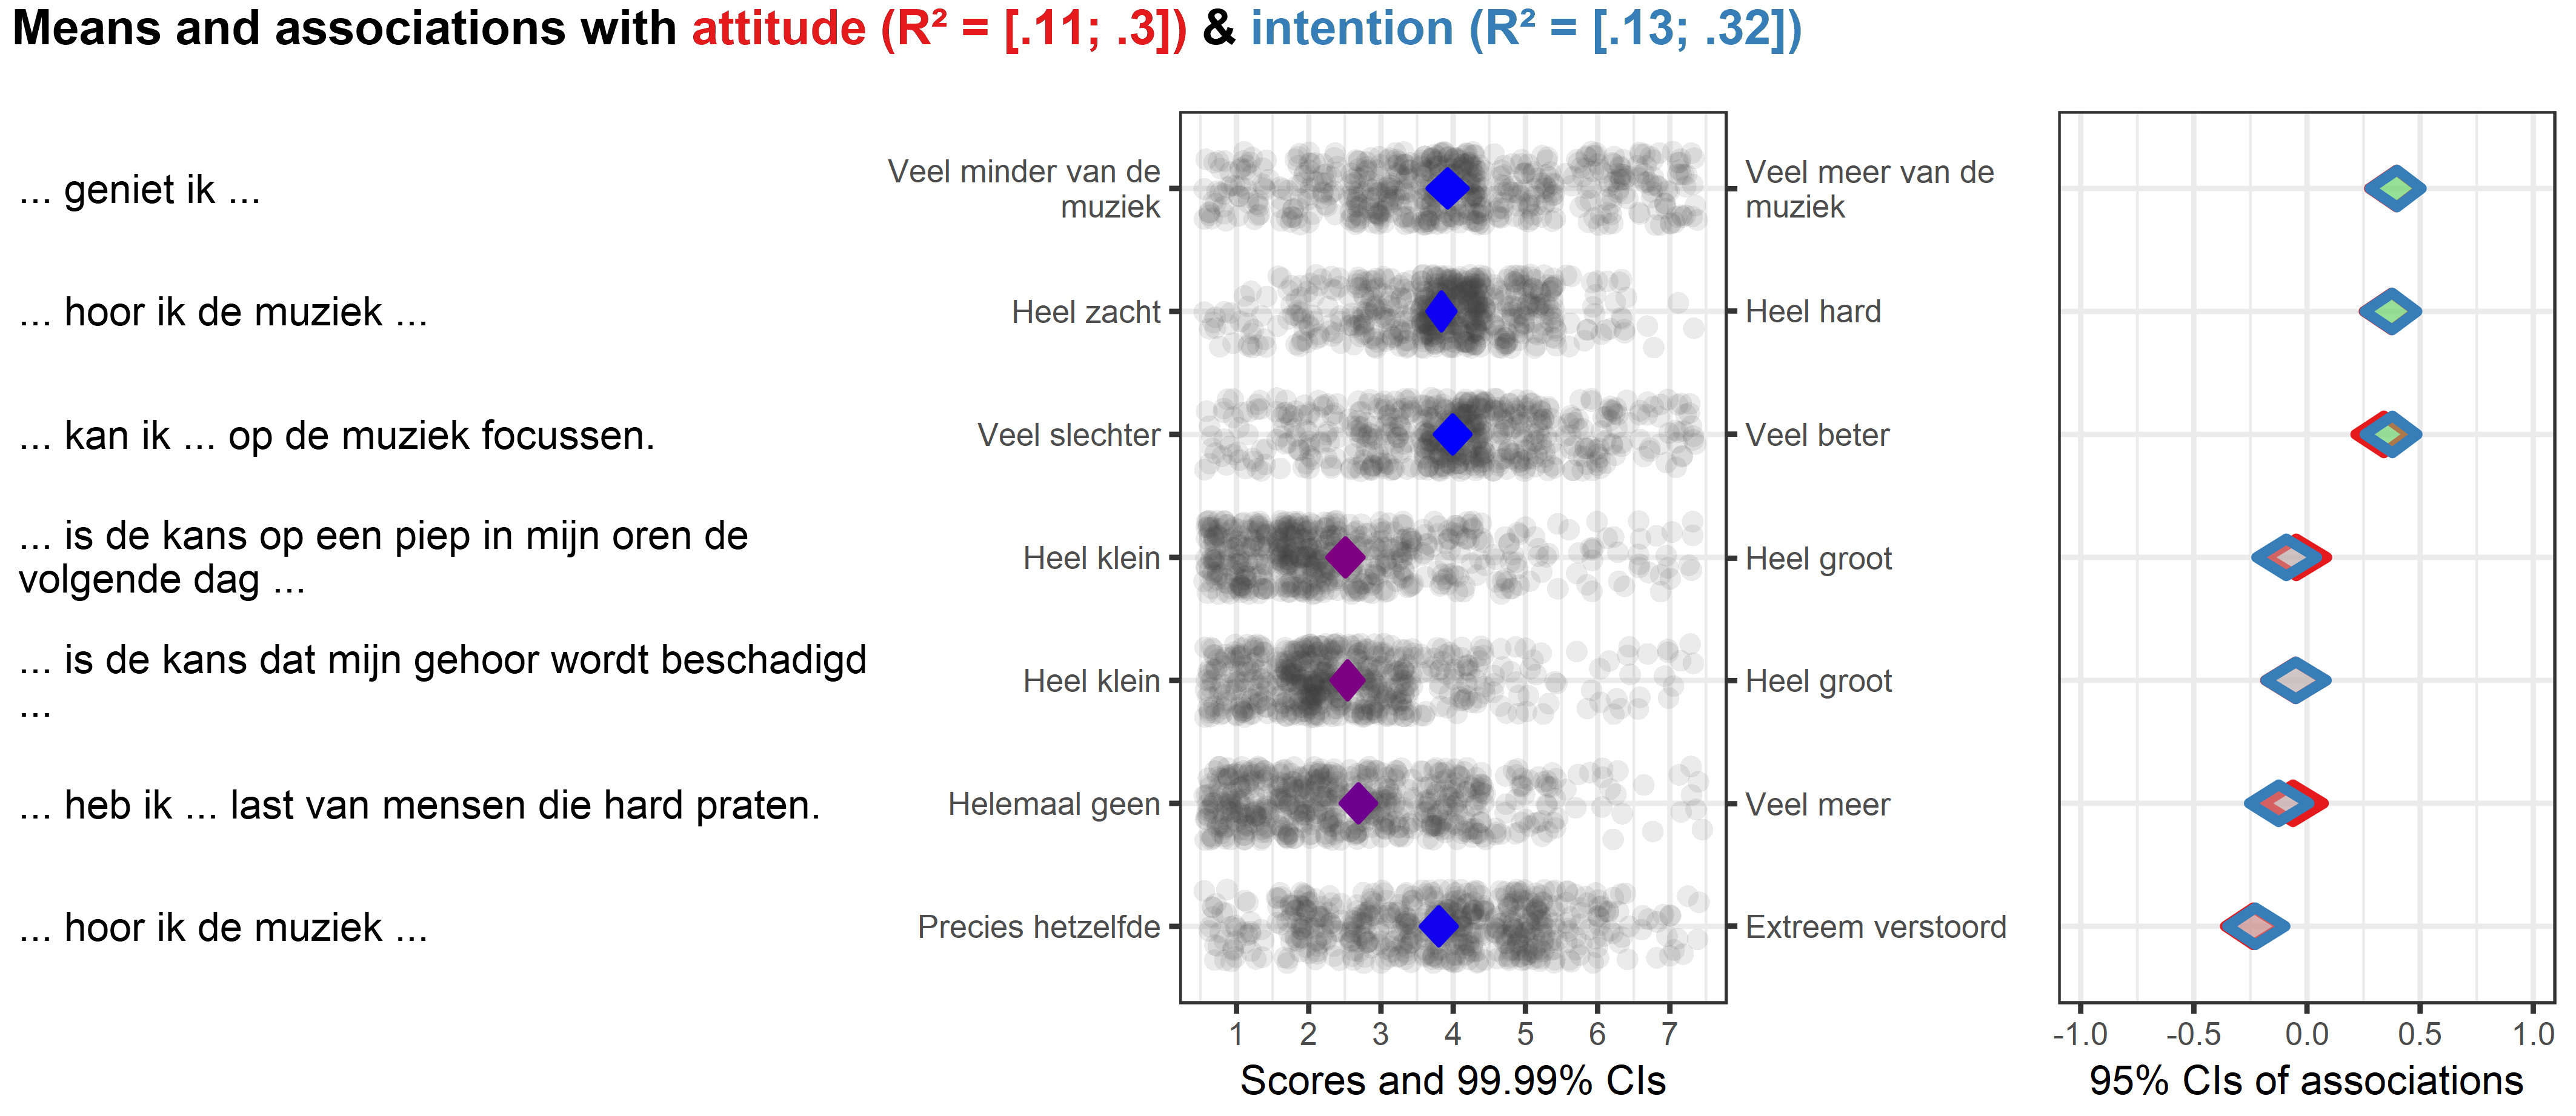 Means and associations with attitude (R² = [.11; .3]) & intention (R² = [.13; .32])
... geniet ik ...
Veel minder van de
muziek
Veel meer van de
muziek
... hoor ik de muziek ...
Heel zacht
Heel hard
... kan ik ... op de muziek focussen.
Veel slechter
Veel beter
... is de kans op een piep in mijn oren de
volgende dag ...
Heel klein
Heel groot
... is de kans dat mijn gehoor wordt beschadigd
...
Heel klein
Heel groot
... heb ik ... last van mensen die hard praten.
Helemaal geen
Veel meer
... hoor ik de muziek ...
Precies hetzelfde
Extreem verstoord
1 2 3 4 5 6 7
Scores and 99.99% CIs
-1.0 -0.5 0.0 0.5 1.0
95% CIs of associations